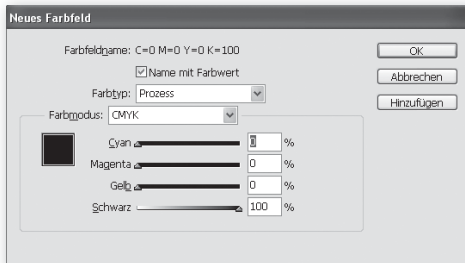 Neues Farbfeld
Farbfeldname: C=0 M=0 Y=0 K=100
Name mit Farbwert
Farbtyp: Prozess
Farbmodus: CMYK
Cyan 0 %
Magenta 0 %
Gelb 0 %
Schwarz 100 %
OK
Abbrechen
Hinzufügen